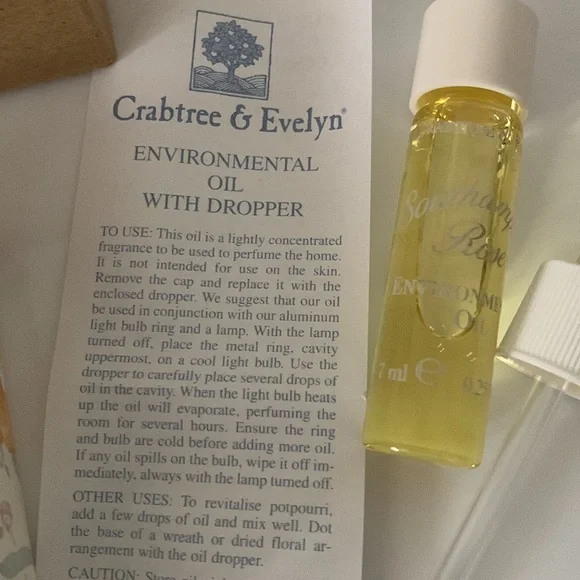 Crabtree & Evelyn®
ENVIRONMENTAL
OIL
WITH DROPPER
TO USE: This oil is a lightly concentrated
fragrance to be used to perfume the home.
It is not intended for use on the skin.
Remove the cap and replace it with the
enclosed dropper. We suggest that our oil
be used in conjunction with our aluminum
light bulb ring and a lamp. With the lamp
turned off, place the metal ring, cavity
uppermost, on a cool light bulb. Use the
dropper to carefully place several drops of
oil in the cavity. When the light bulb heats
up the oil will evaporate, perfuming the
room for several hours. Ensure the ring
and bulb are cold before adding more oil.
If any oil spills on the bulb, wipe it off im-
mediately, always with the lamp turned off.
OTHER USES: To revitalise potpourri,
add a few drops of oil and mix well. Dot
the base of a wreath or dried floral ar-
rangement with the oil dropper.
CAUTION: Store
Rose
OIL
7 ml ℮